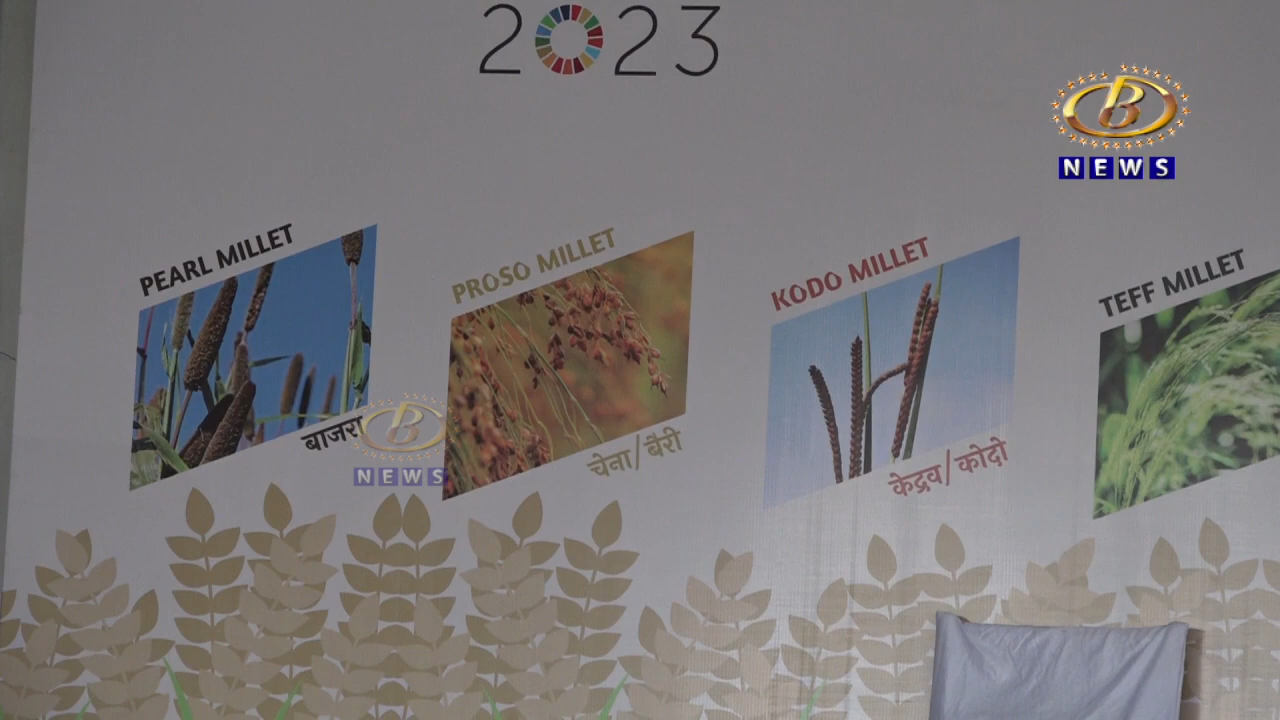 2023
B
NEWS
PEARL MILLET
PROSO MILLET
KODO MILLET
TEFF MILLET
बाजरा
चेना/बैरी
केद्रव/कोदो
B
NEWS